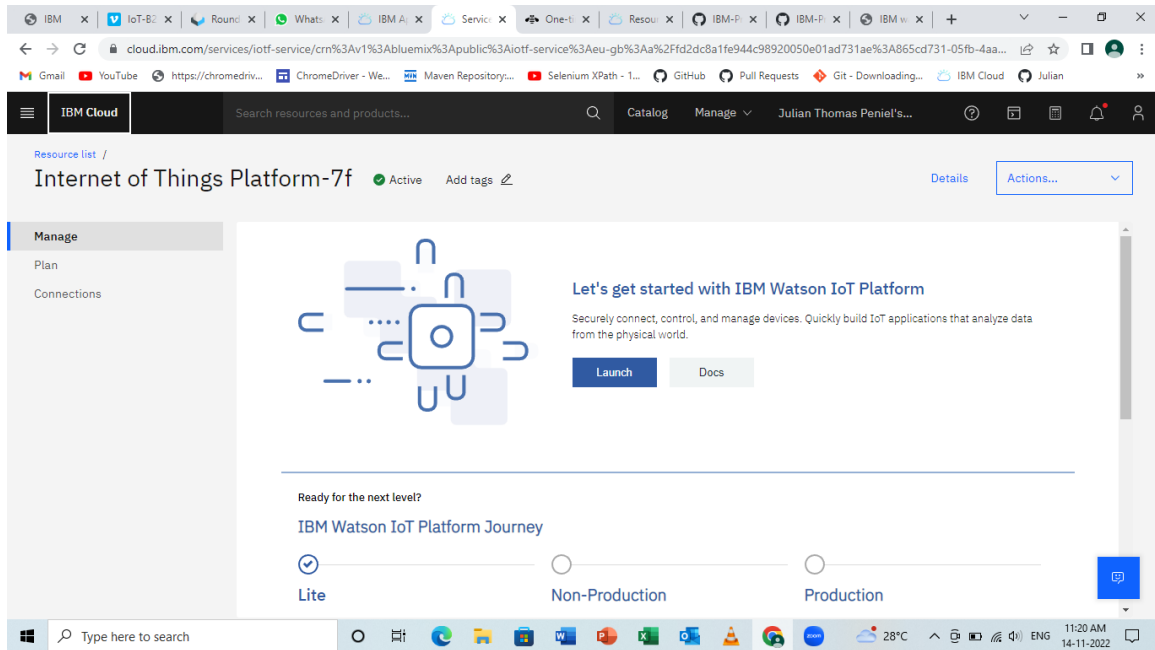 IBM IoT-B2 Round Whats IBM Ap Service One-ti Resou IBM-P IBM-P IBM w
cloud.ibm.com/services/iotf-service/crn%3Av1%3Abluemix%3Apublic%3Aiotf-service%3Aeu-gb%3Aa%2Ffd2dc8a1fe944c98920050e01ad731ae%3A865cd731-05fb-4aa...
Gmail YouTube https://chromedriv... ChromeDriver - We... Maven Repository:... Selenium XPath - 1... GitHub Pull Requests Git - Downloading... IBM Cloud Julian »
IBM Cloud Search resources and products... Catalog Manage Julian Thomas Peniel's...
Resource list /
Internet of Things Platform-7f Active Add tags Details Actions...
Manage
Plan
Connections
Let's get started with IBM Watson IoT Platform
Securely connect, control, and manage devices. Quickly build IoT applications that analyze data
from the physical world.
Launch Docs
Ready for the next level?
IBM Watson IoT Platform Journey
Lite Non-Production Production
Type here to search 28°C ENG 11:20 AM
14-11-2022